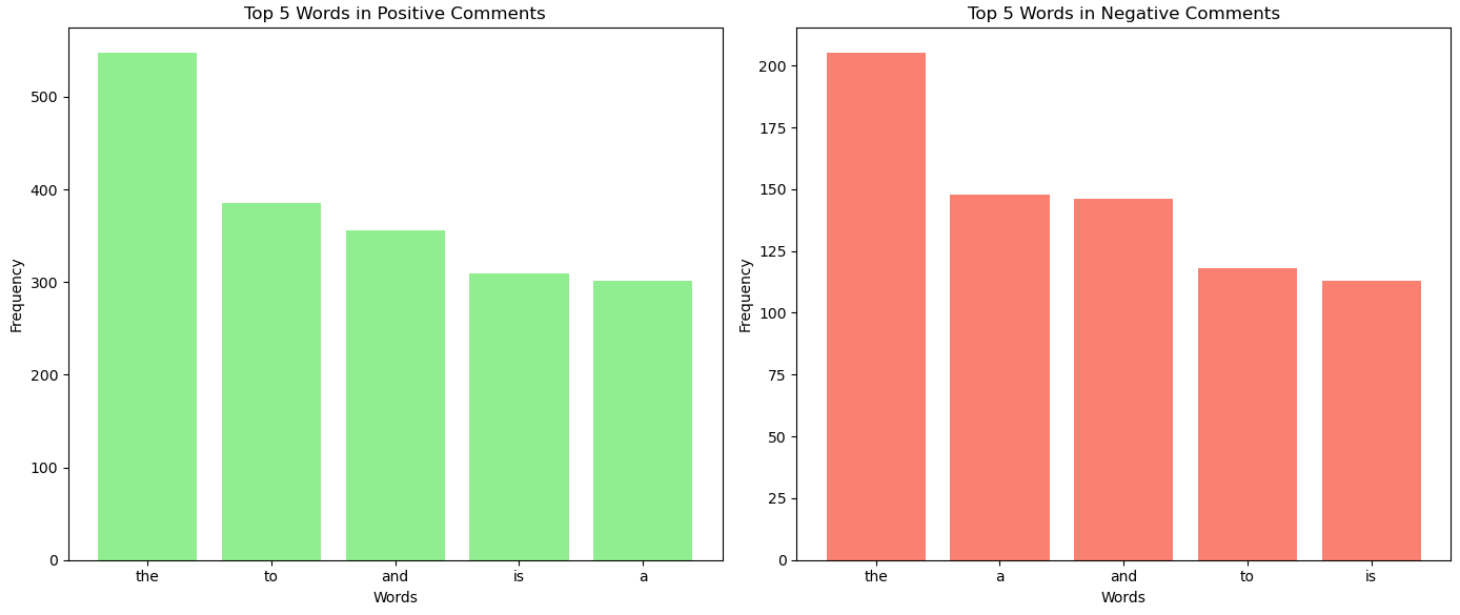 Top 5 Words in Positive Comments
Frequency
500
400
300
200
100
0
the to and is a
Words
Top 5 Words in Negative Comments
Frequency
200
175
150
125
100
75
50
25
0
the a and to is
Words